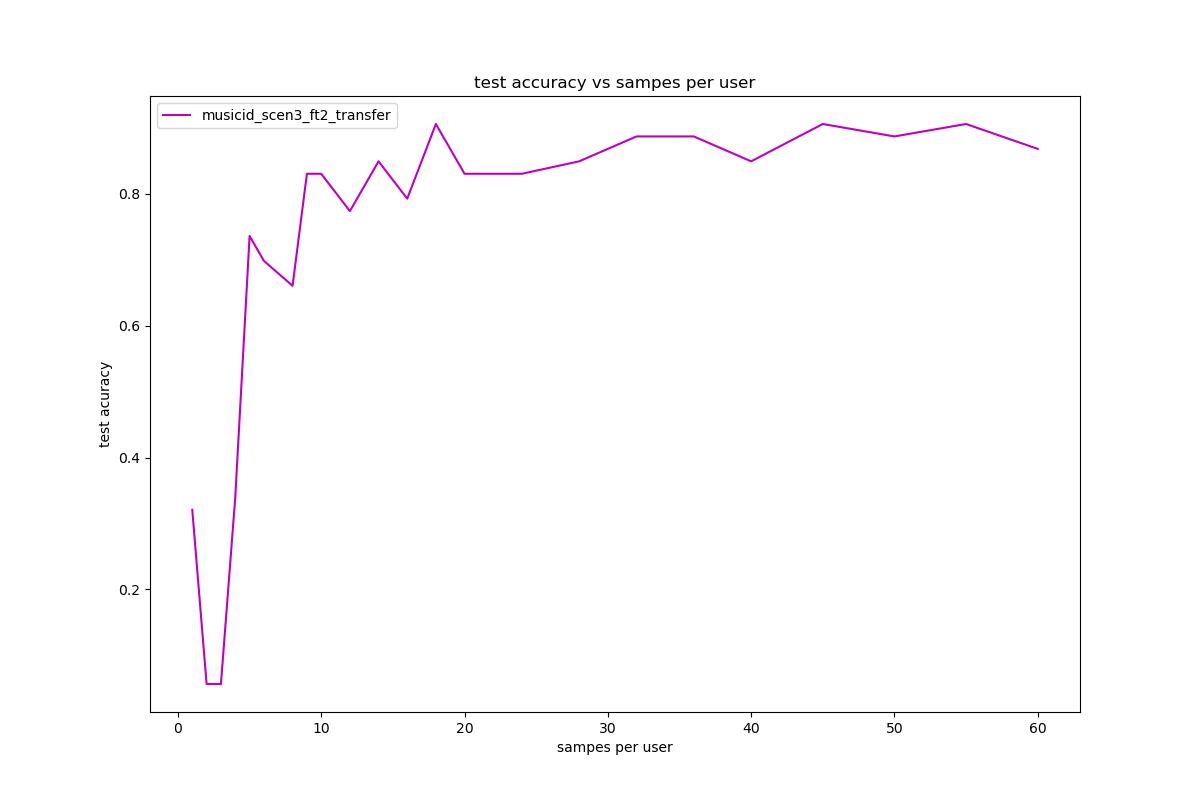 test accuracy vs sampes per user
musicid_scen3_ft2_transfer
0.8
0.6
0.4
0.2
test acuracy
0 10 20 30 40 50 60
sampes per user